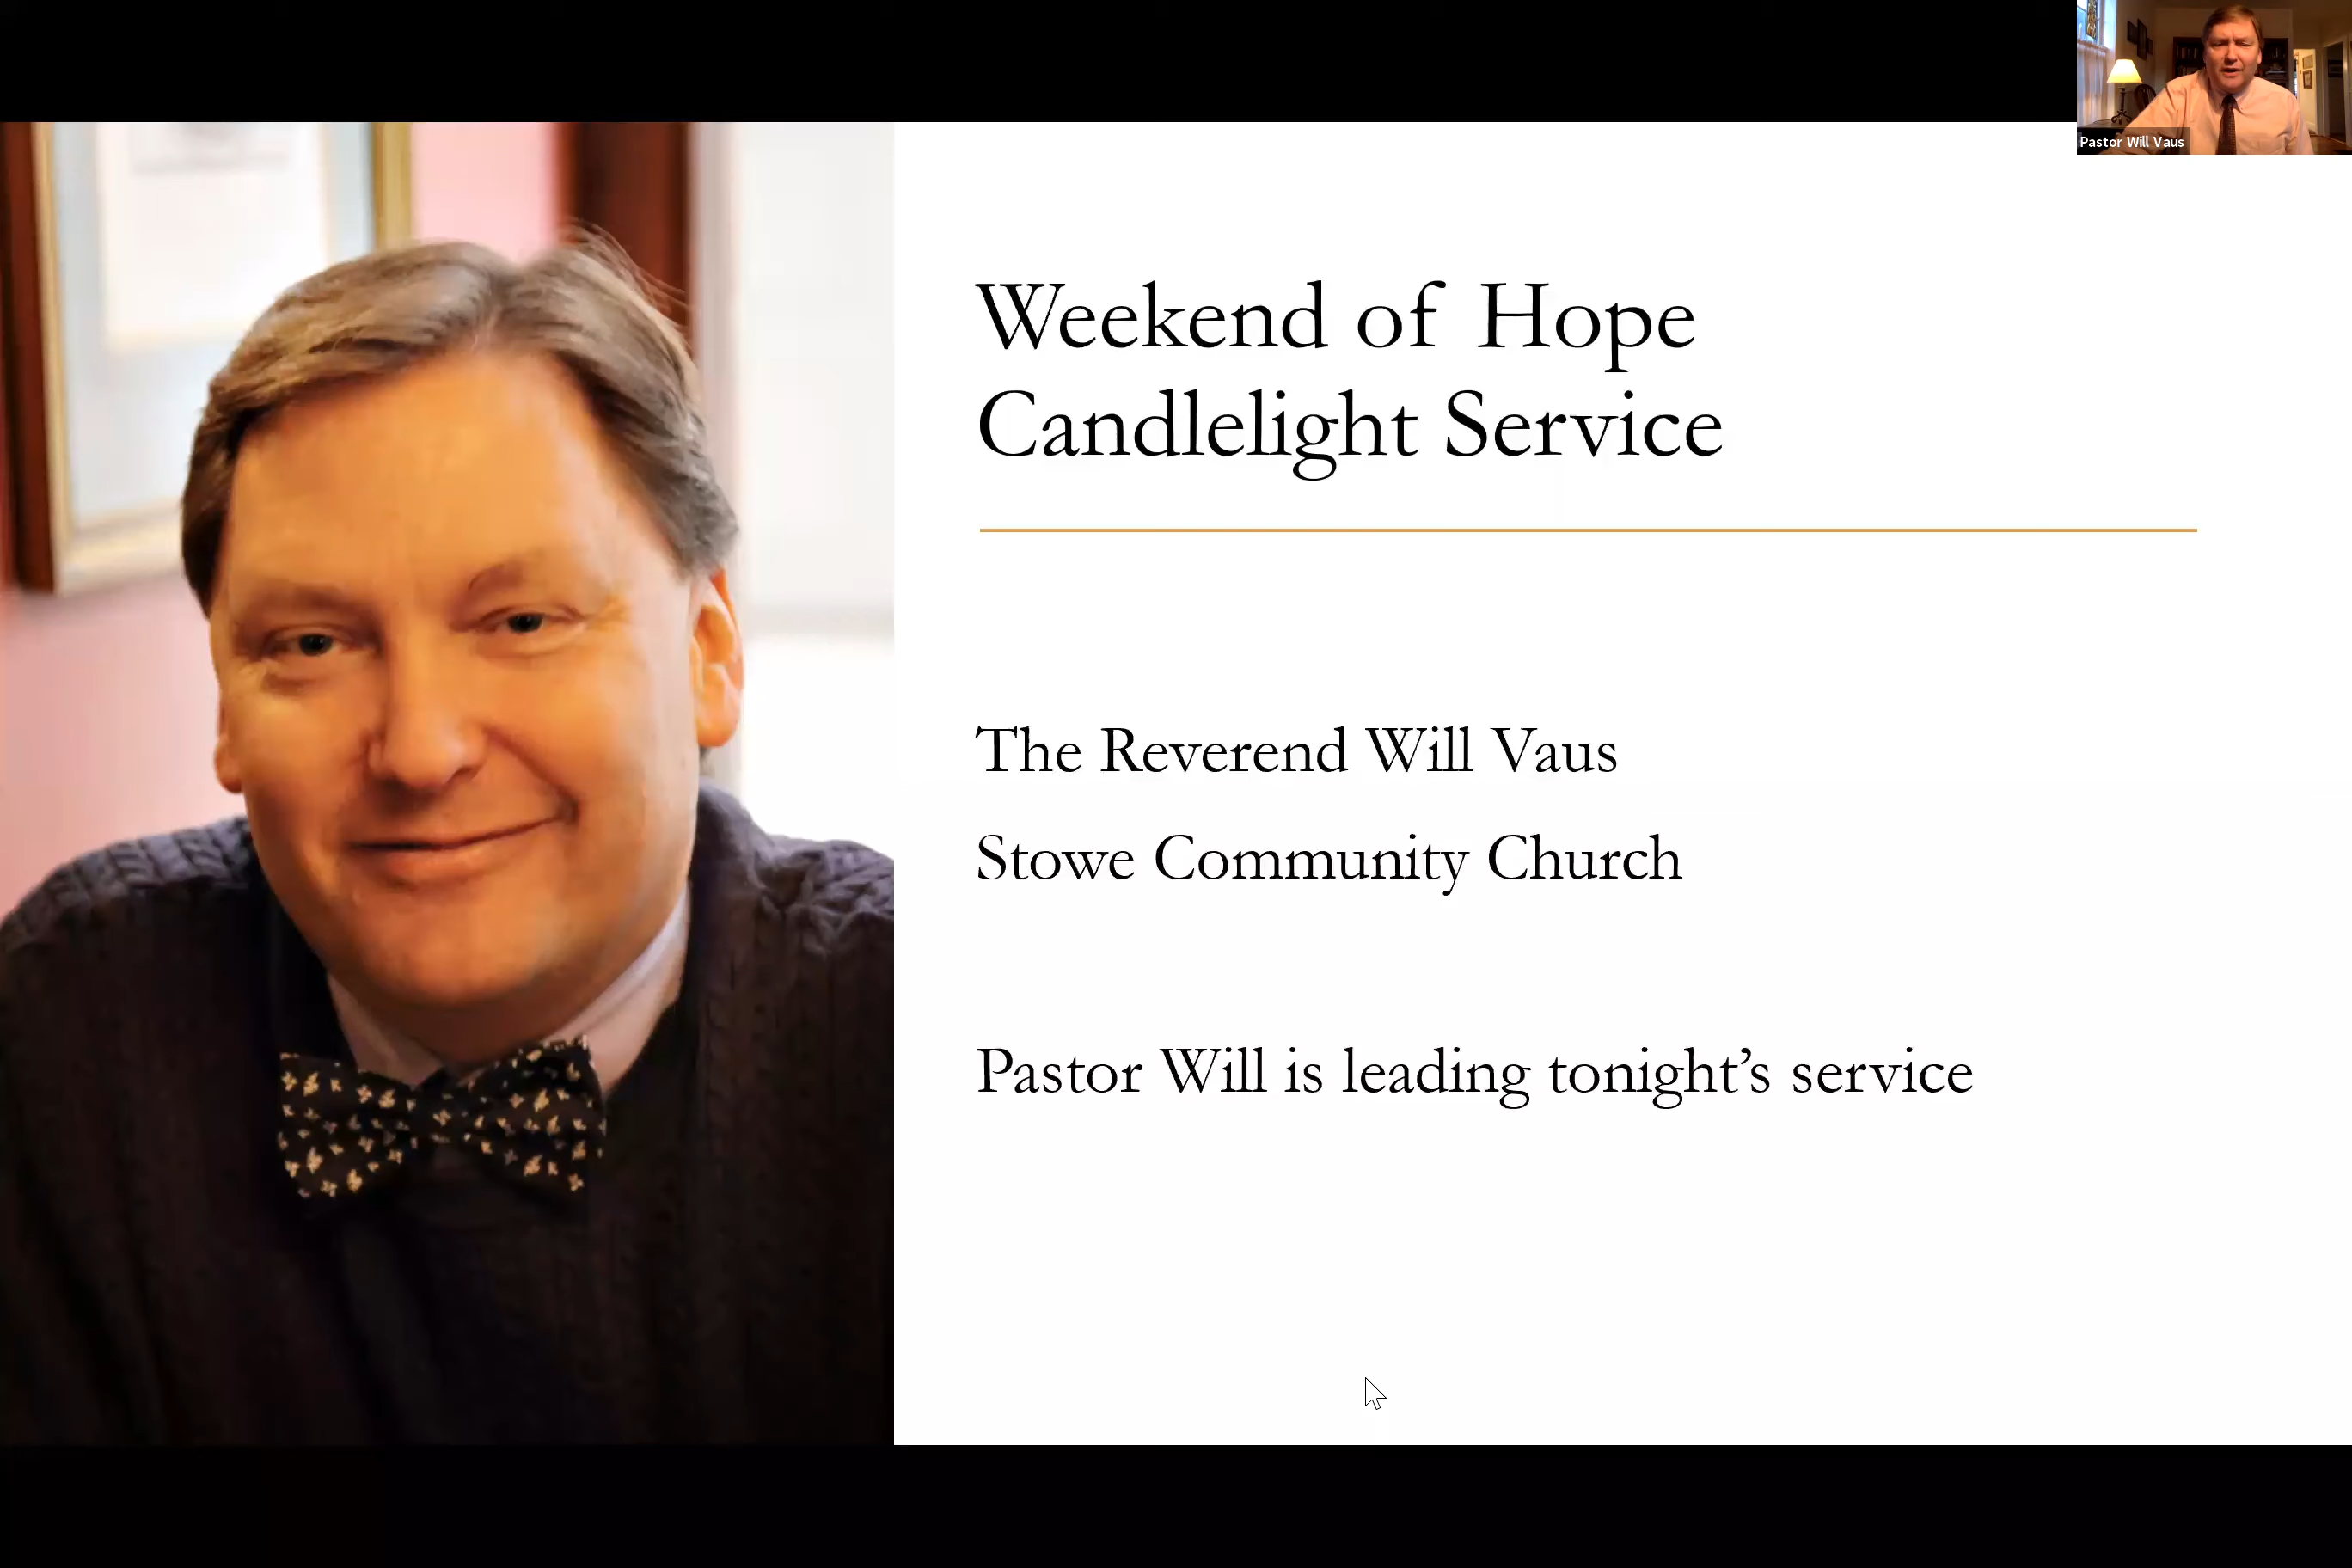 Pastor Will Vaus
Weekend of Hope
Candlelight Service
The Reverend Will Vaus
Stowe Community Church
Pastor Will is leading tonight’s service